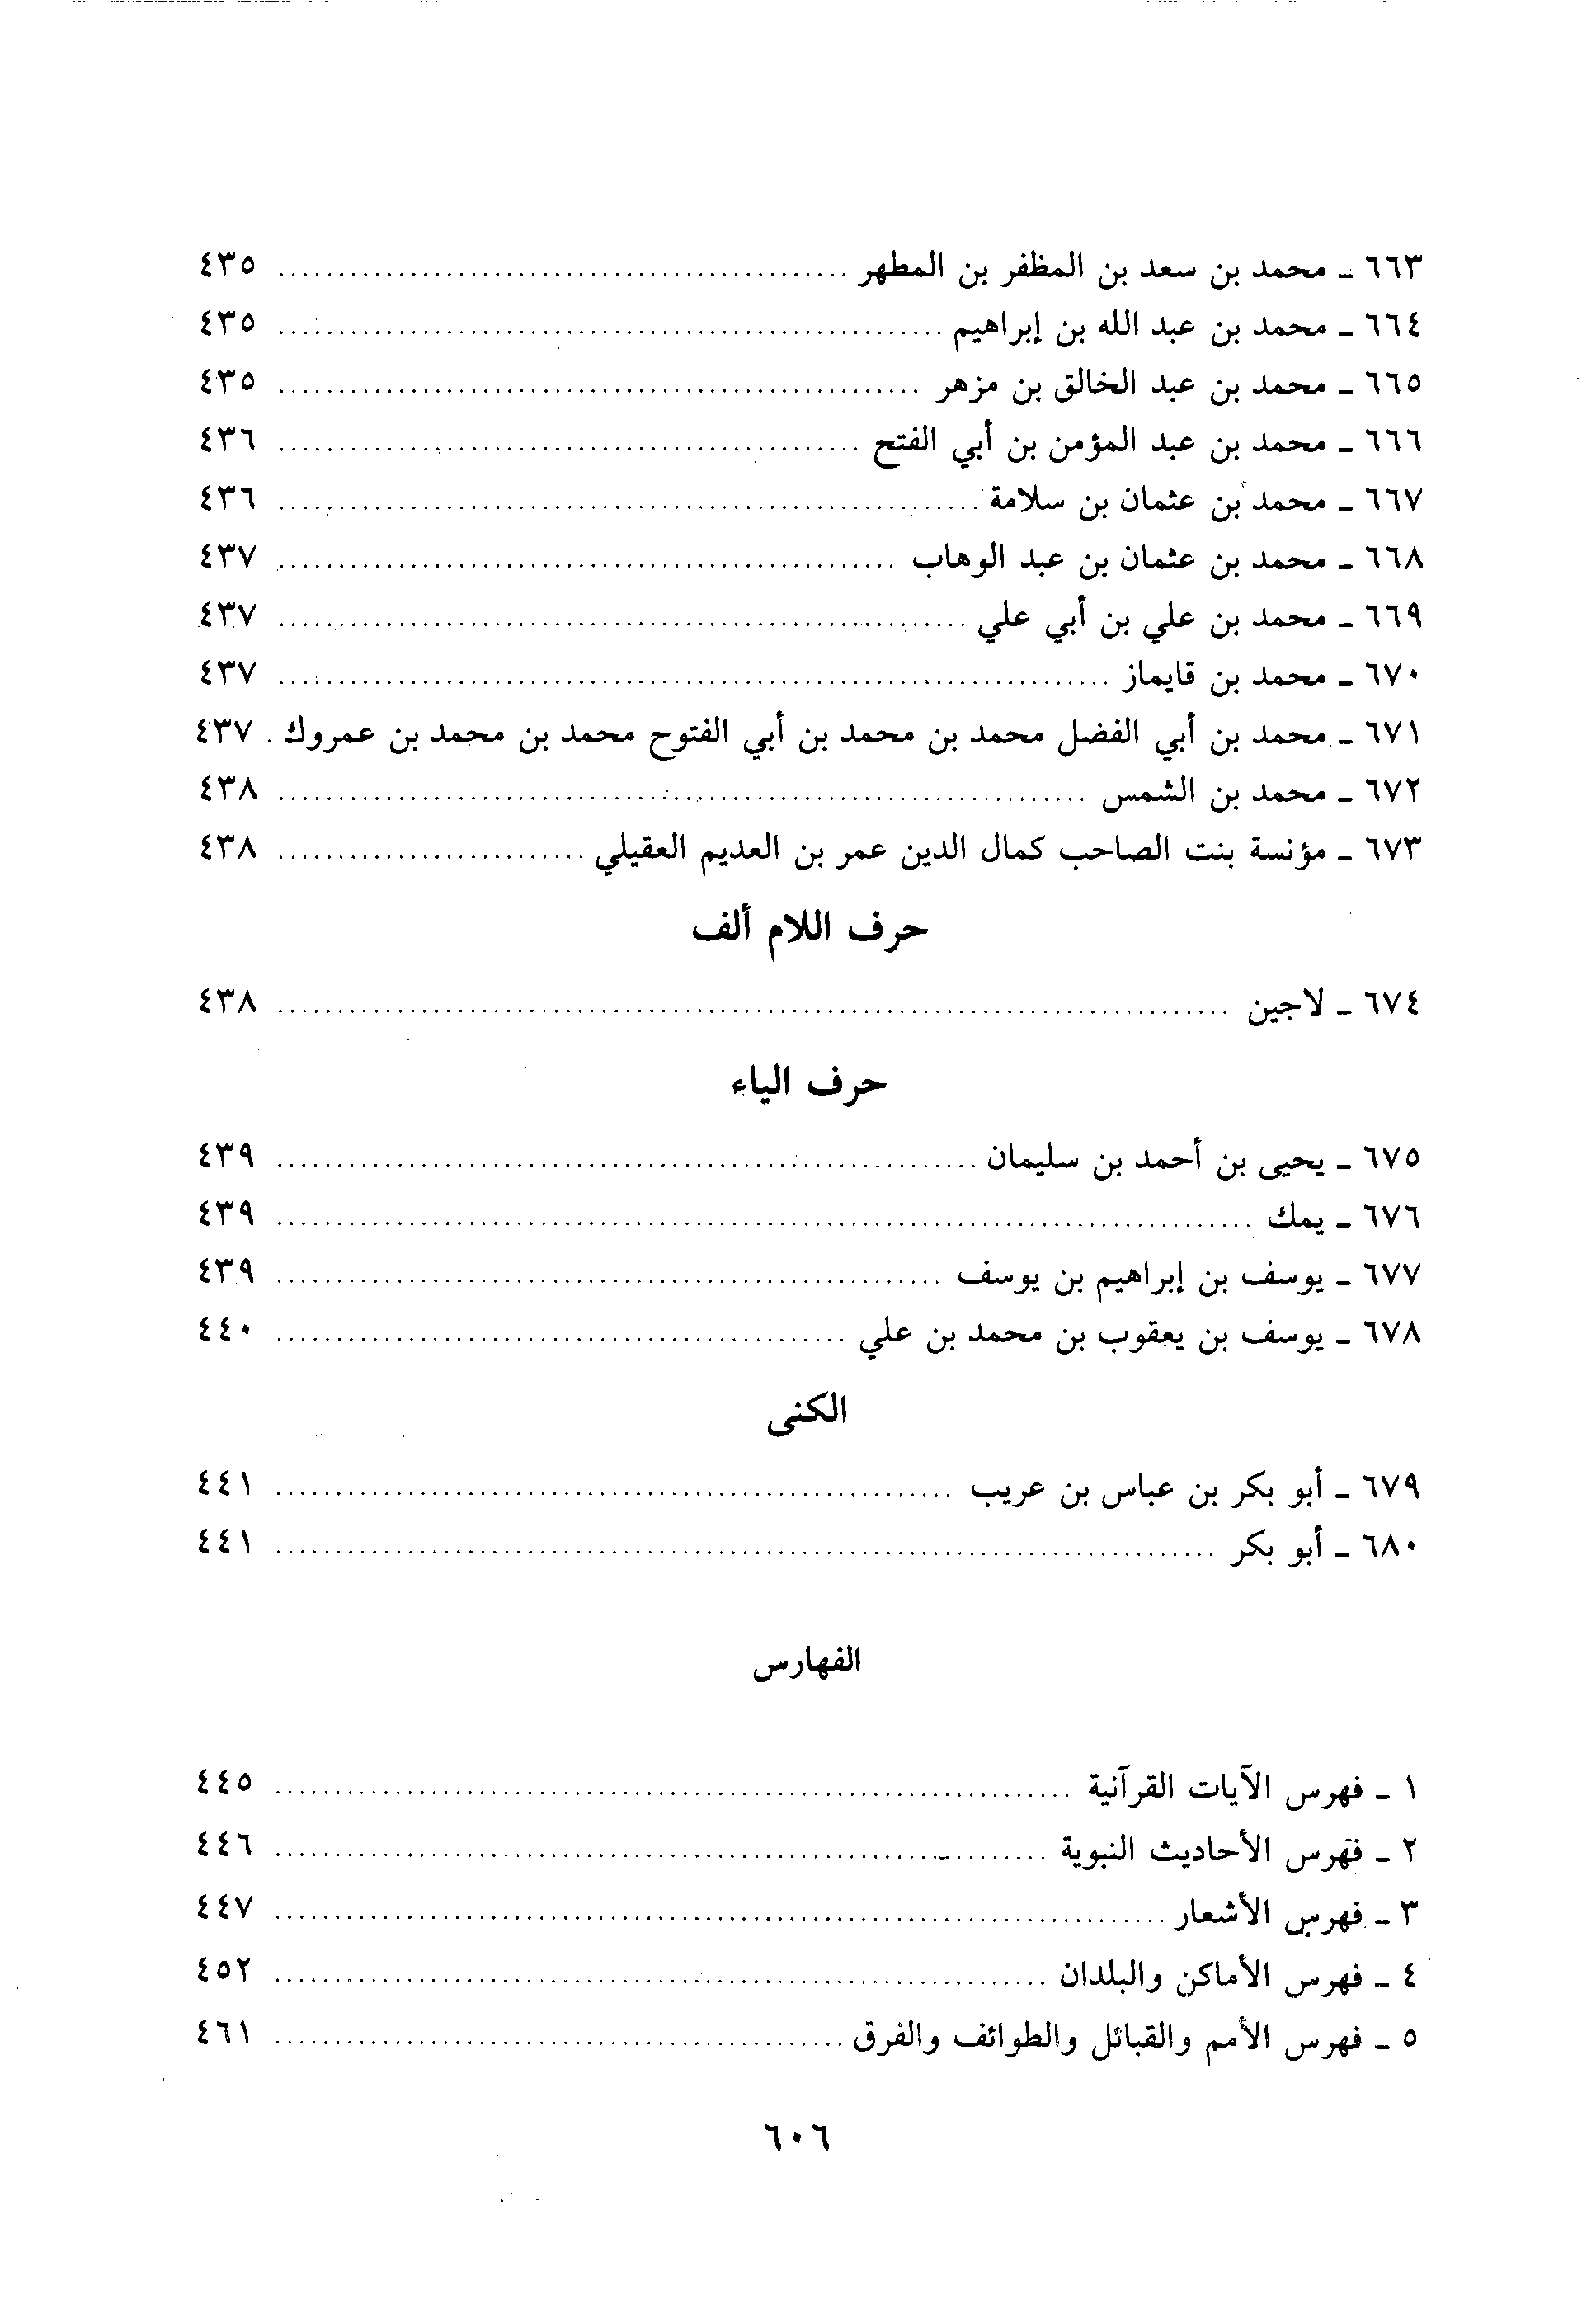 ٦٦٣ ـ محمد بن سعد بن المظفر بن المطهر ........ ٤٣٥
٦٦٤ ـ محمد بن عبد الله بن إبراهيم ........ ٤٣٥
٦٦٥ ـ محمد بن عبد الخالق بن مزهر ........ ٤٣٥
٦٦٦ ـ محمد بن عبد المؤمن بن أبي الفتح ........ ٤٣٦
٦٦٧ ـ محمد بن عثمان بن سلامة ........ ٤٣٦
٦٦٨ ـ محمد بن عثمان بن عبد الوهاب ........ ٤٣٧
٦٦٩ ـ محمد بن علي بن أبي علي ........ ٤٣٧
٦٧٠ ـ محمد بن قايماز ........ ٤٣٧
٦٧١ ـ محمد بن أبي الفضل محمد بن محمد بن أبي الفتوح محمد بن محمد بن عمروك . ٤٣٧
٦٧٢ ـ محمد بن الشمس ........ ٤٣٨
٦٧٣ ـ مؤنسة بنت الصاحب كمال الدين عمر بن العديم العقيلي ........ ٤٣٨
حرف اللام ألف
٦٧٤ ـ لاجين ........ ٤٣٨
حرف الياء
٦٧٥ ـ يحيى بن أحمد بن سليمان ........ ٤٣٩
٦٧٦ ـ يمك ........ ٤٣٩
٦٧٧ ـ يوسف بن إبراهيم بن يوسف ........ ٤٣٩
٦٧٨ ـ يوسف بن يعقوب بن محمد بن علي ........ ٤٤٠
الكنى
٦٧٩ ـ أبو بكر بن عباس بن عريب ........ ٤٤١
٦٨٠ ـ أبو بكر ........ ٤٤١
الفهارس
١ ـ فهرس الآيات القرآنية ........ ٤٤٥
٢ ـ فهرس الأحاديث النبوية ........ ٤٤٦
٣ ـ فهرس الأشعار ........ ٤٤٧
٤ ـ فهرس الأماكن والبلدان ........ ٤٥٢
٥ ـ فهرس الأمم والقبائل والطوائف والفرق ........ ٤٦١
٦٠٦